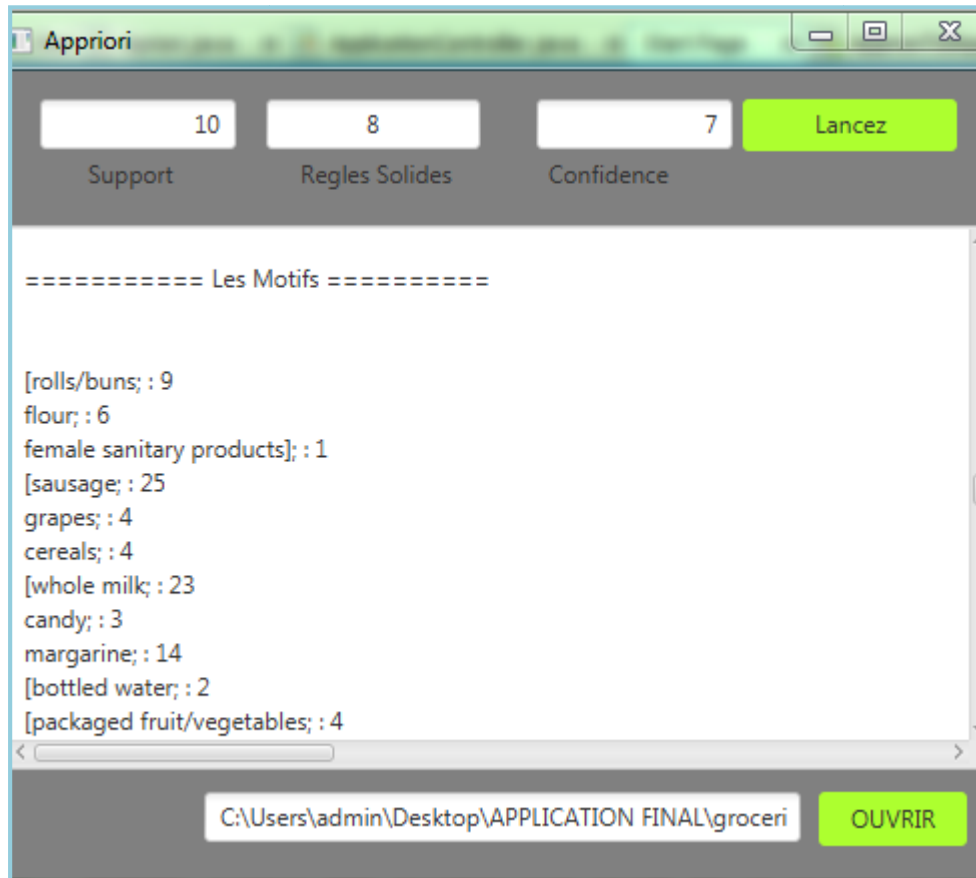 Appriori
10 8 7 Lancez
Support Regles Solides Confidence
=========== Les Motifs ==========
[rolls/buns; : 9
flour; : 6
female sanitary products]; : 1
[sausage; : 25
grapes; : 4
cereals; : 4
[whole milk; : 23
candy; : 3
margarine; : 14
[bottled water; : 2
[packaged fruit/vegetables; : 4
C:\Users\admin\Desktop\APPLICATION FINAL\groceri OUVRIR